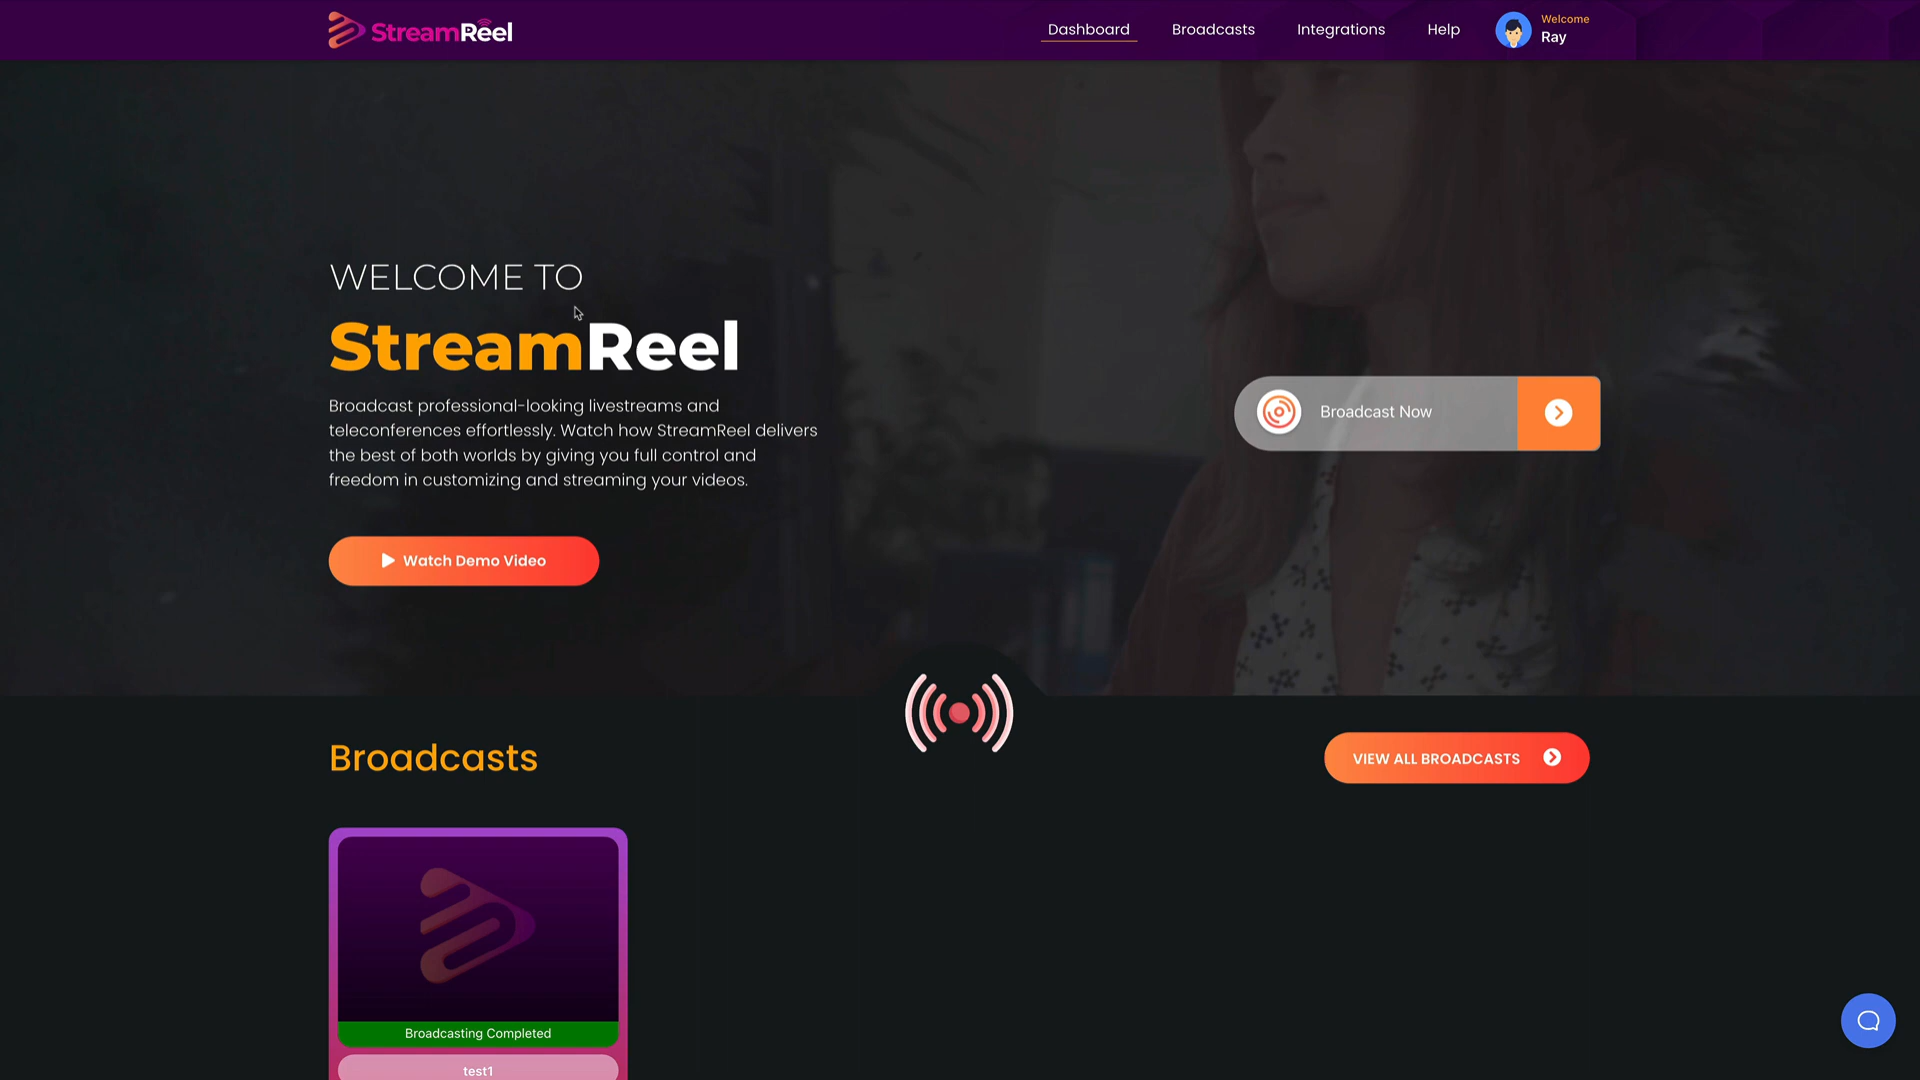 StreamReel
Dashboard
Broadcasts
Integrations
Help
Welcome
Ray
WELCOME TO
StreamReel
Broadcast professional-looking livestreams and
teleconferences effortlessly. Watch how StreamReel delivers
the best of both worlds by giving you full control and
freedom in customizing and streaming your videos.
Broadcast Now
Watch Demo Video
Broadcasts
VIEW ALL BROADCASTS
Broadcasting Completed
test1